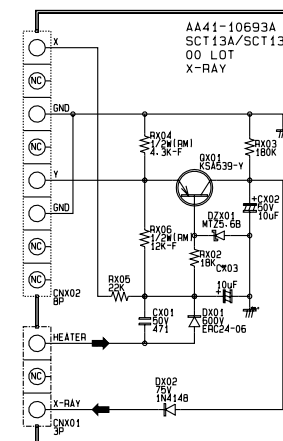 AA41-10693A
SCT13A/SCT13
00 LOT
X-RAY
X
NC
GND
NC
Y
GND
NC
NC
CNX02
8P
HEATER
NC
X-RAY
CNX01
3P
RX04
1/2W(RM)
4.3K-F
QX01
KSA539-Y
RX03
180K
CX02
50V
10uF
DZX01
MTZ5.6B
RX06
1/2W(RM)
12K-F
RX02
18K
CX03
10uF
RX05
22K
CX01
50V
471
DX01
600V
ERC24-06
DX02
75V
1N4148